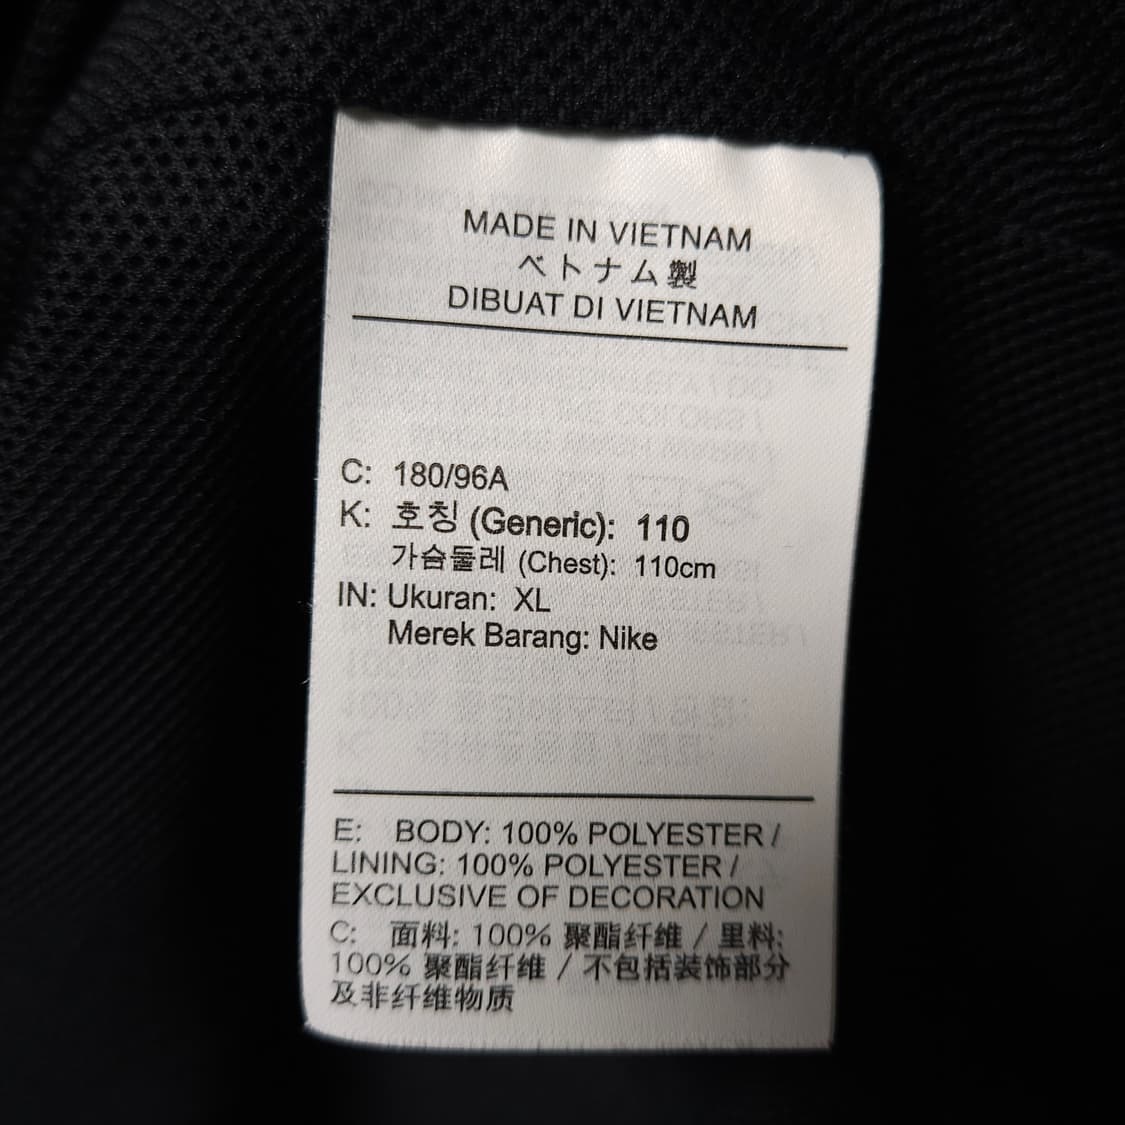 MADE IN VIETNAM
ベトナム製
DIBUAT DI VIETNAM
C: 180/96A
K: 호칭 (Generic): 110
가슴둘레 (Chest): 110cm
IN: Ukuran: XL
Merek Barang: Nike
E: BODY: 100% POLYESTER /
LINING: 100% POLYESTER /
EXCLUSIVE OF DECORATION
C: 面料: 100% 聚酯纤维 / 里料:
100% 聚酯纤维 / 不包括装饰部分
及非纤维物质